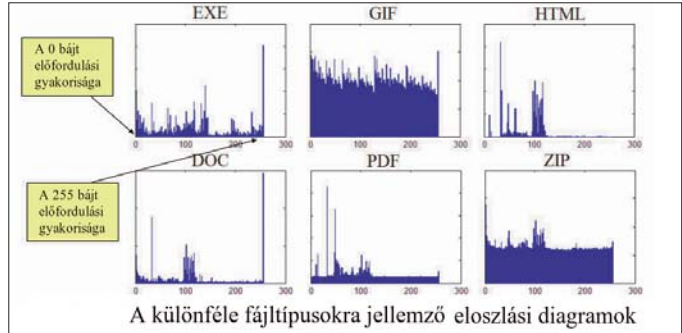 EXE GIF HTML
A 0 bájt
előfordulási
gyakorisága
0 100 200 300 0 100 200 300 0 100 200 300
DOC PDF ZIP
A 255 bájt
előfordulási
gyakorisága
0 100 200 300 0 100 200 300 0 100 200 300
A különféle fájltípusokra jellemző eloszlási diagramok